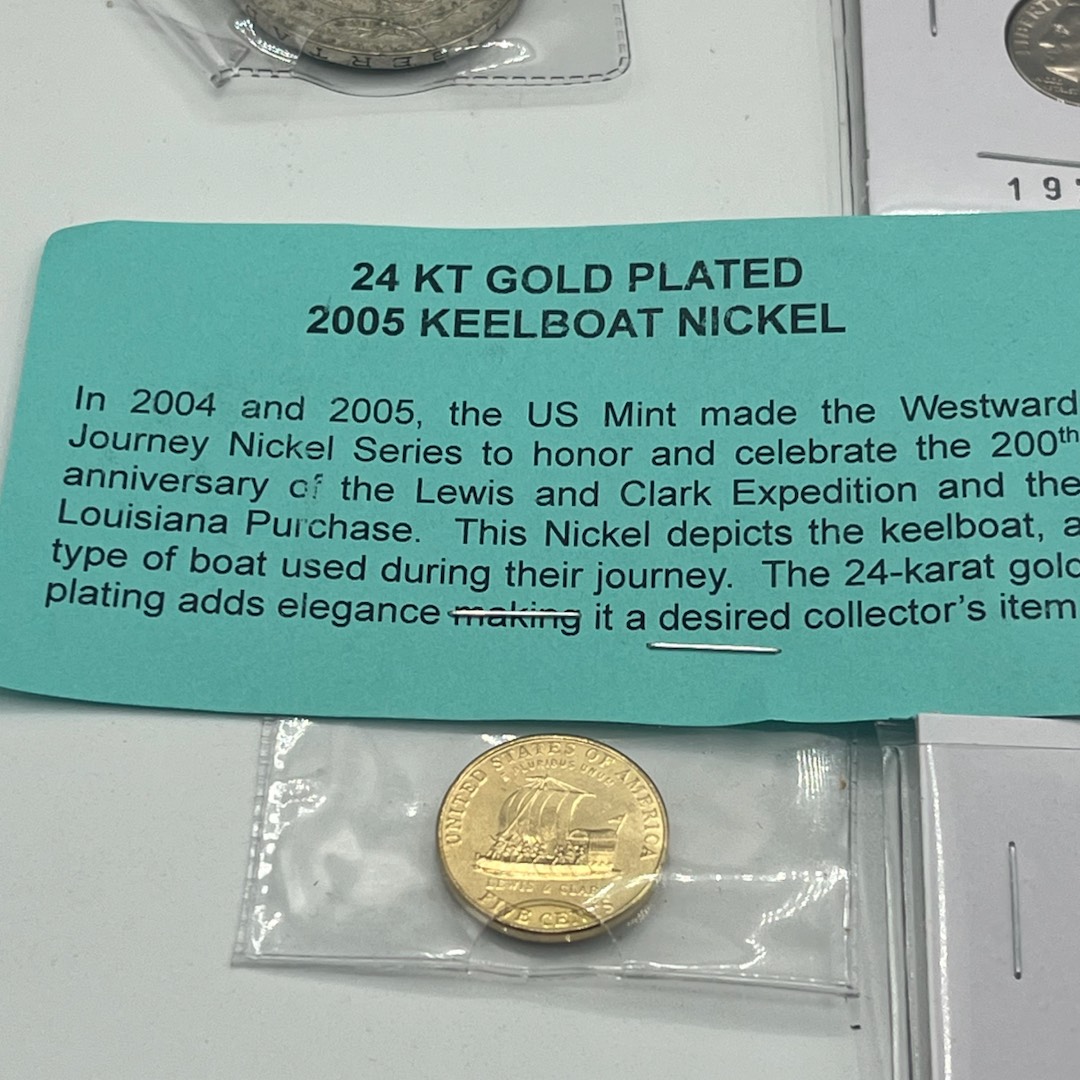 LIBERTY
1 9
24 KT GOLD PLATED
2005 KEELBOAT NICKEL
In 2004 and 2005, the US Mint made the Westward
Journey Nickel Series to honor and celebrate the 200th
anniversary of the Lewis and Clark Expedition and the
Louisiana Purchase. This Nickel depicts the keelboat, a
type of boat used during their journey. The 24-karat gold
plating adds elegance making it a desired collector's item
UNITED STATES OF AMERICA
E PLURIBUS UNUM
LEWIS & CLARK
FIVE CENTS